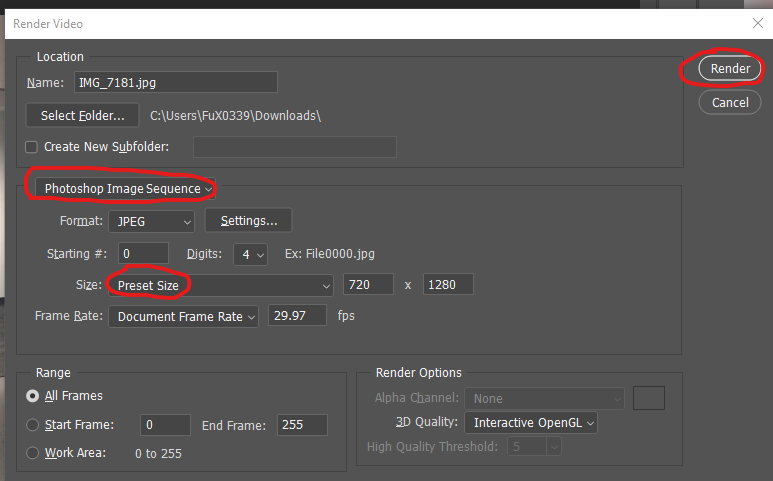 Render Video
Location
Name: IMG_7181.jpg
Render
Select Folder... C:\Users\FuX0339\Downloads\
Cancel
Create New Subfolder:
Photoshop Image Sequence
Format: JPEG Settings...
Starting #: 0 Digits: 4 Ex: File0000.jpg
Size: Preset Size 720 x 1280
Frame Rate: Document Frame Rate 29.97 fps
Range
All Frames
Start Frame: 0 End Frame: 255
Work Area: 0 to 255
Render Options
Alpha Channel: None
3D Quality: Interactive OpenGL
High Quality Threshold: 5